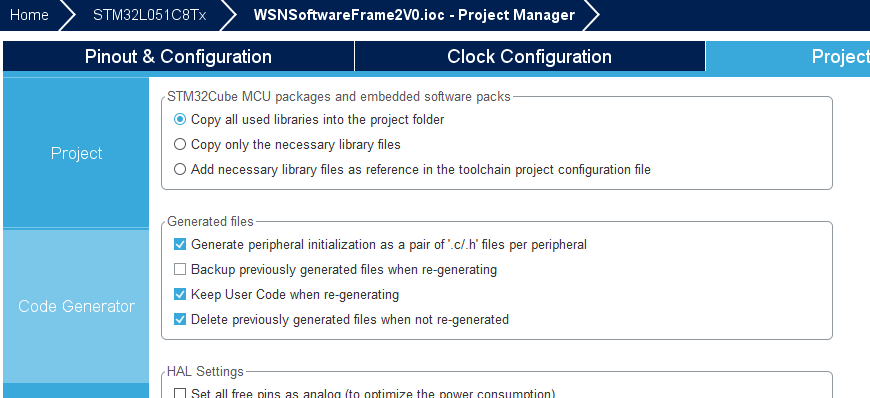 Home STM32L051C8Tx WSNSoftwareFrame2V0.ioc - Project Manager
Pinout & Configuration Clock Configuration Project
STM32Cube MCU packages and embedded software packs
Copy all used libraries into the project folder
Copy only the necessary library files
Add necessary library files as reference in the toolchain project configuration file
Project
Generated files
Generate peripheral initialization as a pair of '.c/.h' files per peripheral
Backup previously generated files when re-generating
Keep User Code when re-generating
Delete previously generated files when not re-generated
Code Generator
HAL Settings
Set all free pins as analog (to optimize the power consumption)